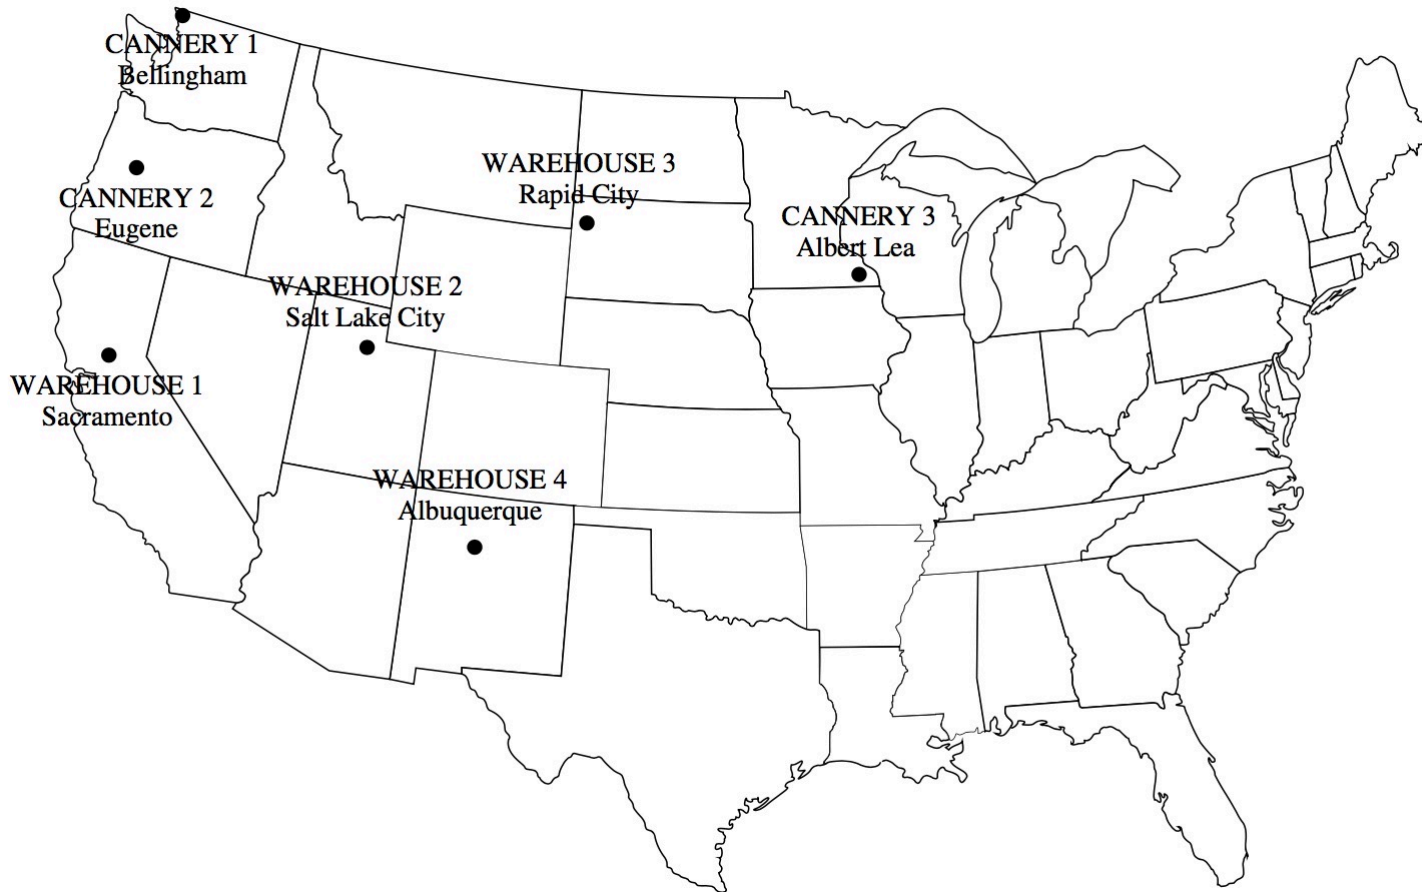 CANNERY 1
Bellingham
WAREHOUSE 3
Rapid City
CANNERY 2
Eugene
CANNERY 3
Albert Lea
WAREHOUSE 2
Salt Lake City
WAREHOUSE 1
Sacramento
WAREHOUSE 4
Albuquerque